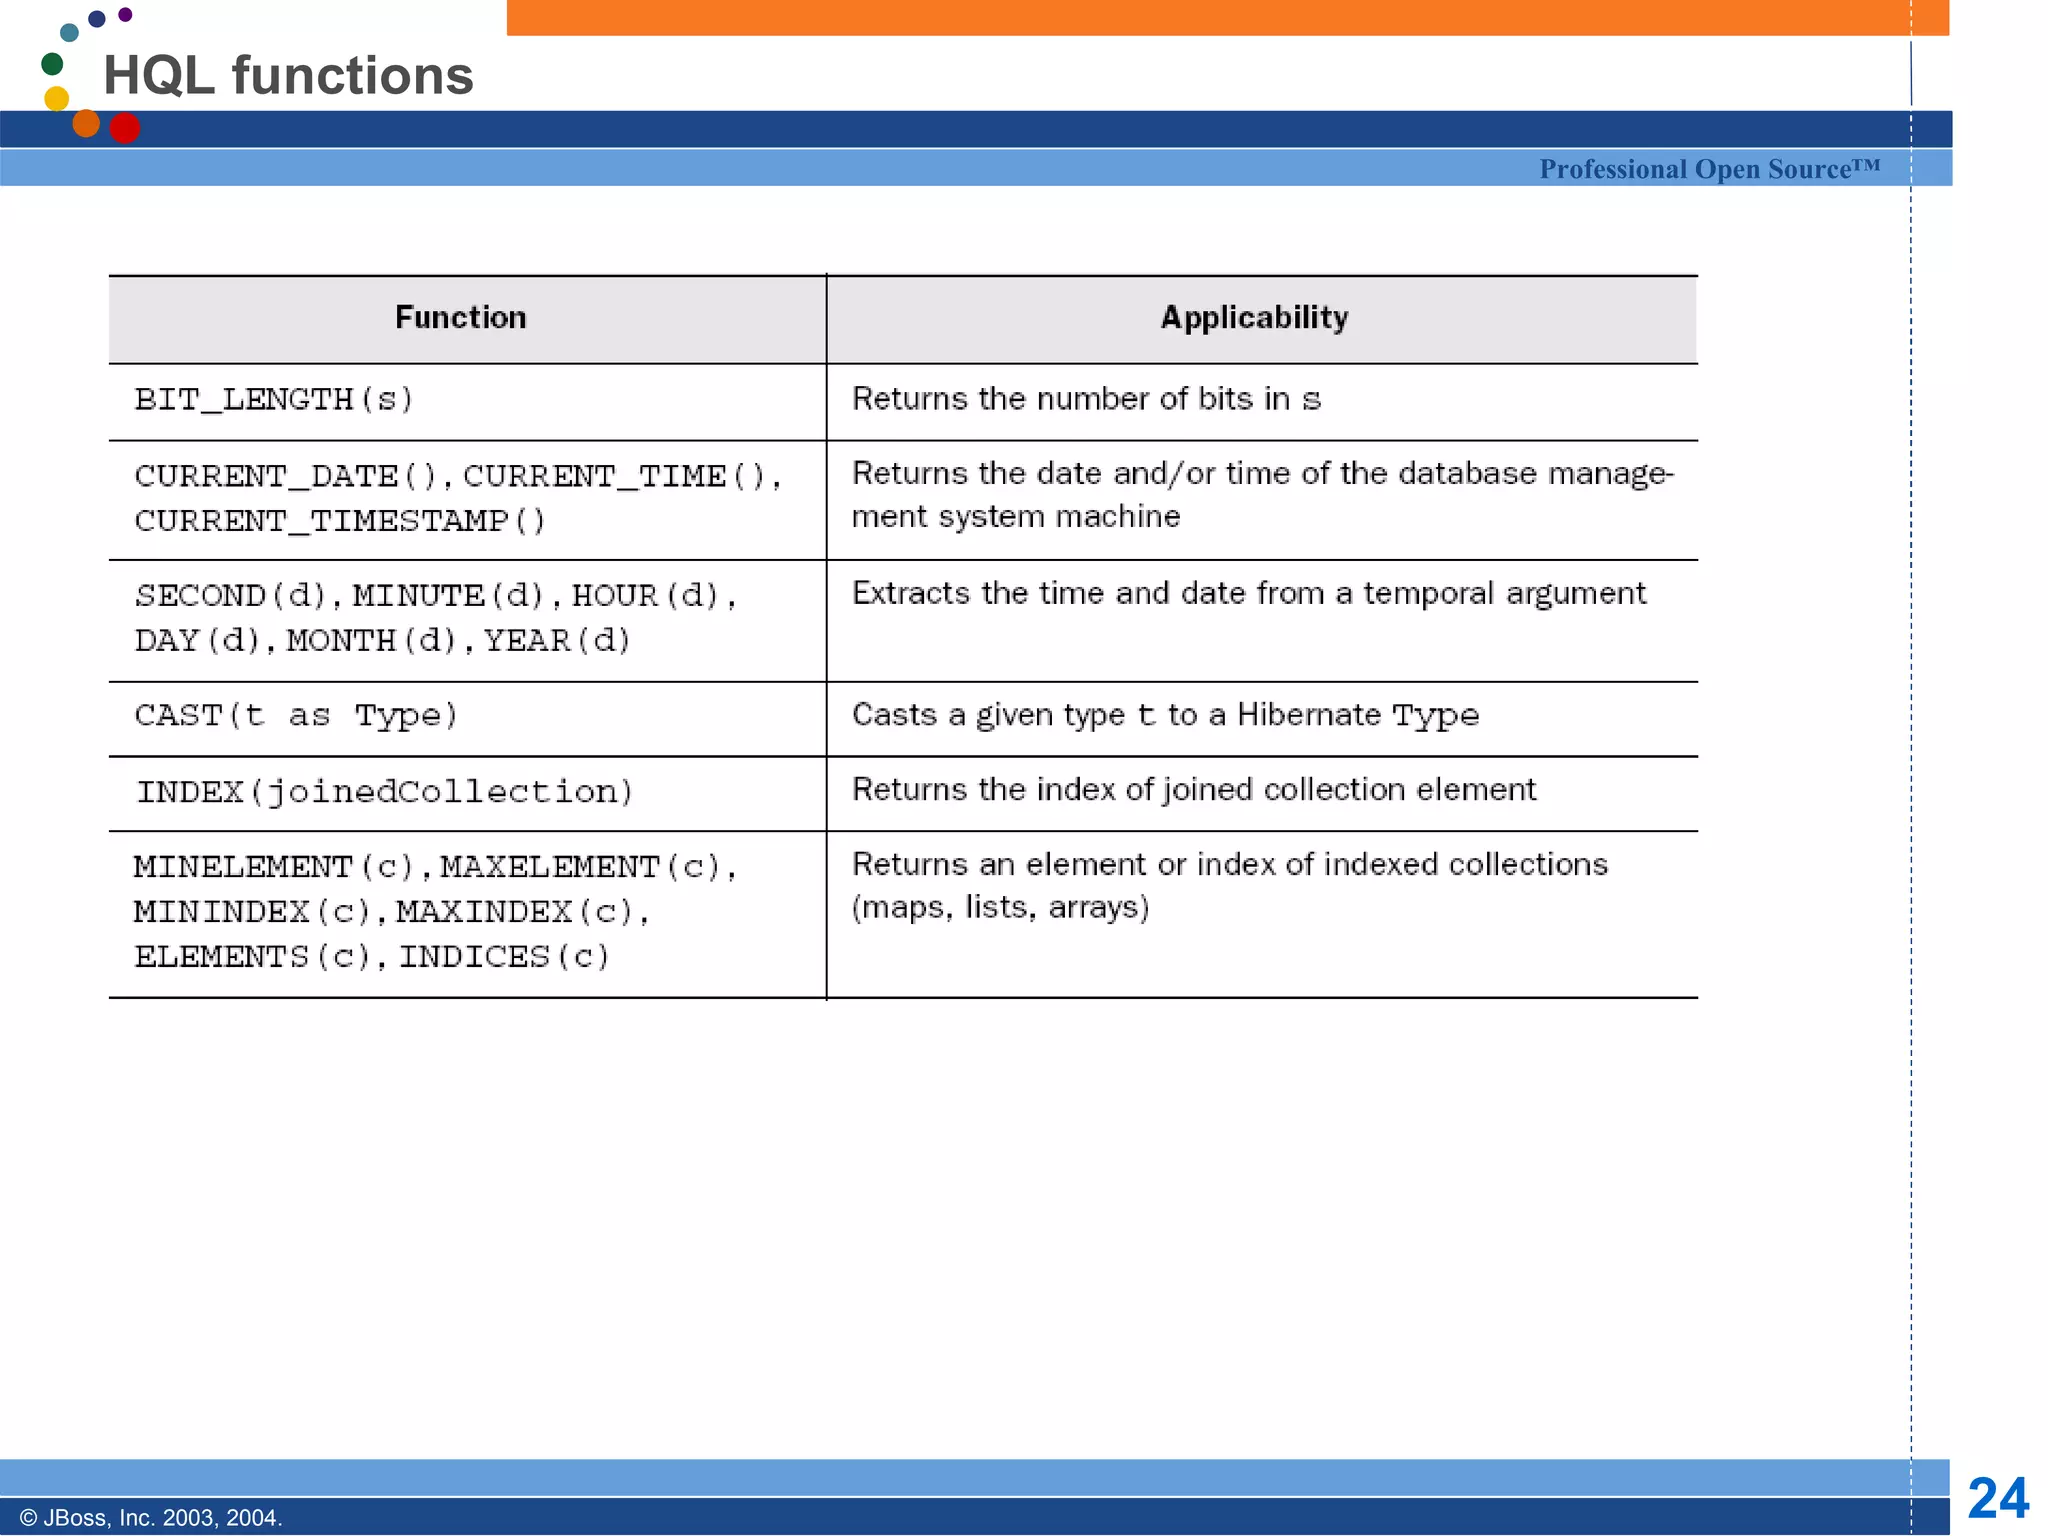 HQL functions
Professional Open Source™
Function
Applicability
BIT_LENGTH(s)
Returns the number of bits in s
CURRENT_DATE(), CURRENT_TIME(),
CURRENT_TIMESTAMP()
Returns the date and/or time of the database manage-
ment system machine
SECOND(d), MINUTE(d), HOUR(d),
DAY(d), MONTH(d), YEAR(d)
Extracts the time and date from a temporal argument
CAST(t as Type)
Casts a given type t to a Hibernate Type
INDEX(joinedCollection)
Returns the index of joined collection element
MINELEMENT(c), MAXELEMENT(c),
MININDEX(c), MAXINDEX(c),
ELEMENTS(c), INDICES(c)
Returns an element or index of indexed collections
(maps, lists, arrays)
© JBoss, Inc. 2003, 2004.
24